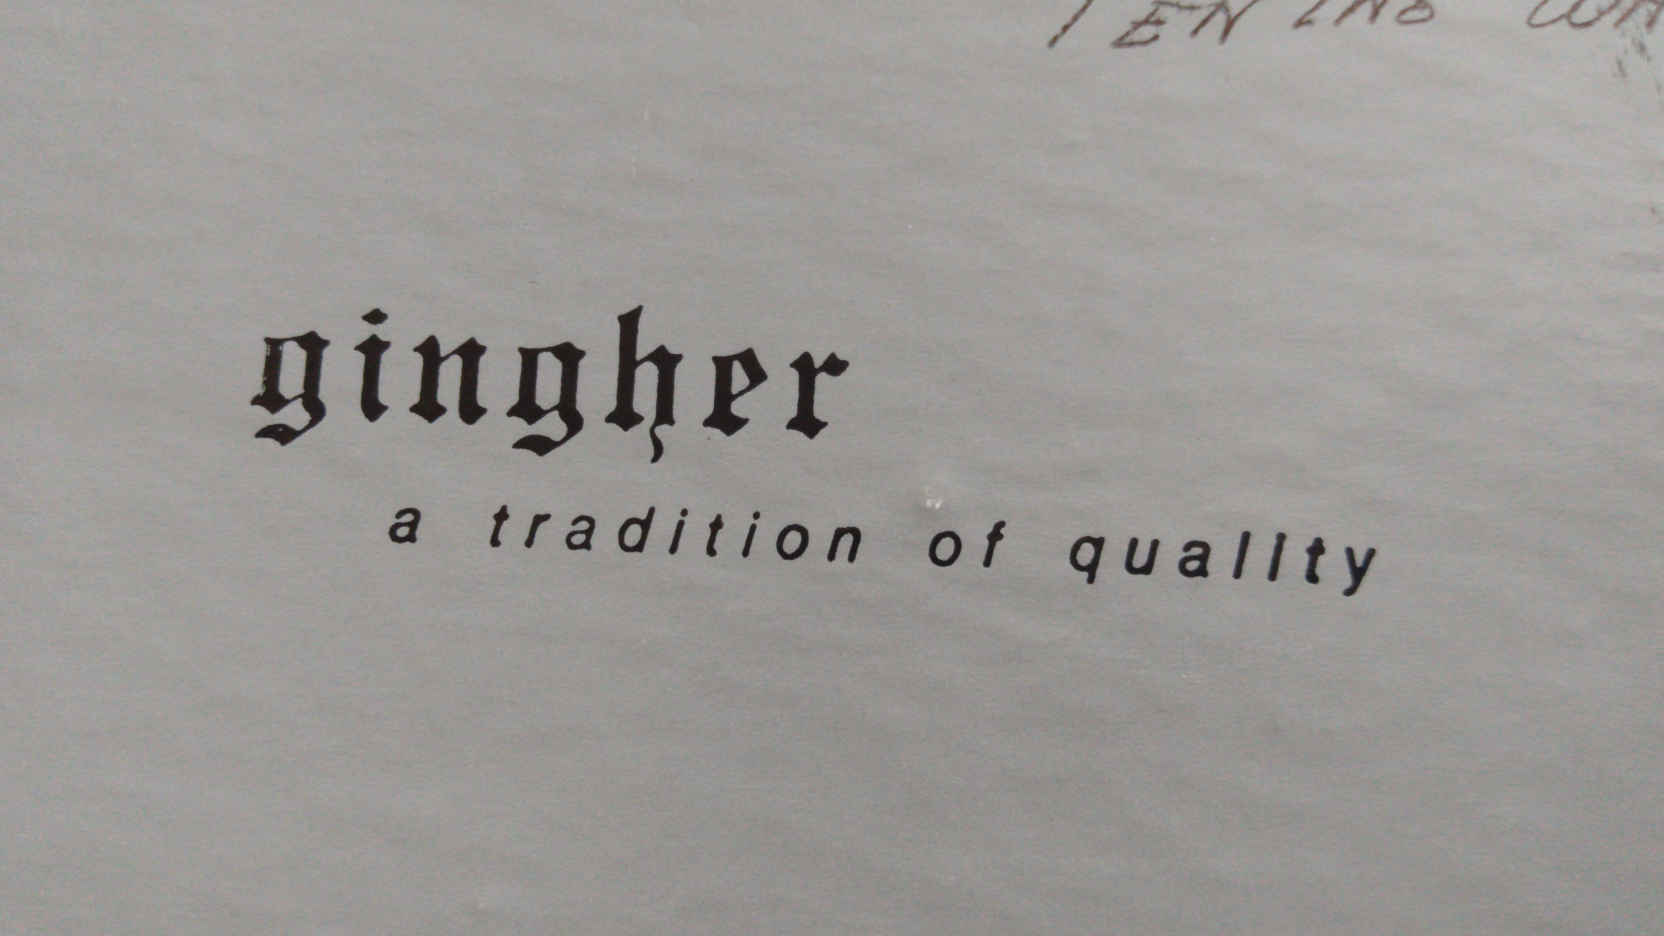 gingher
a tradition of quality